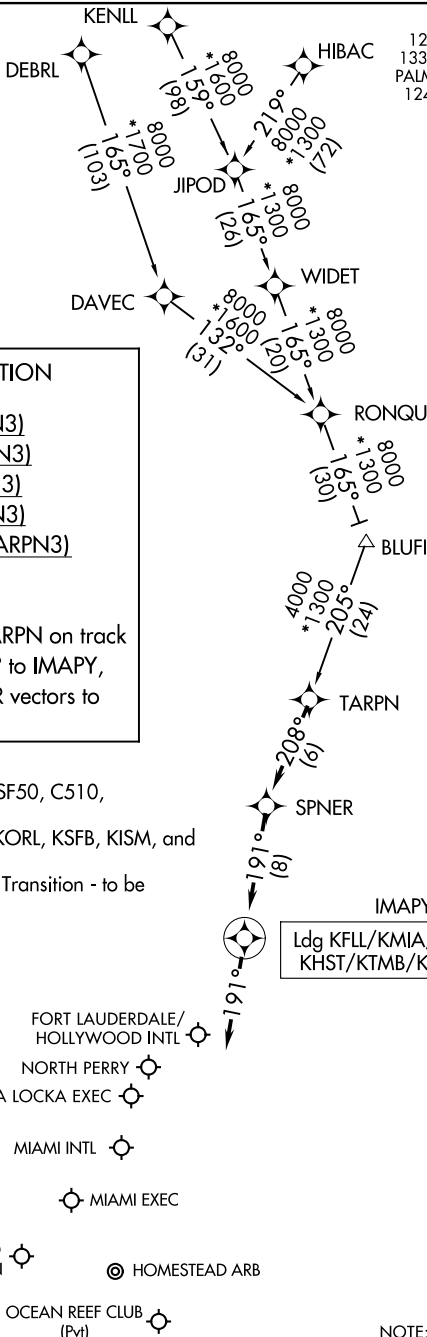 KENLL
DEBRL
HIBAC
12
133
PALM
124
8000
*1700
165°
(103)
8000
*1600
159°
(98)
219°
8000
*1300
(72)
JIPOD
8000
*1300
165°
(26)
WIDET
DAVEC
8000
*1600
132°
(31)
8000
*1300
165°
(20)
RONQU
8000
*1300
165°
(30)
BLUFI
TION
N3)
N3)
3)
N3)
ARPN3)
ARPN on track
to IMAPY,
R vectors to
4000
*1300
205°
(24)
TARPN
208°
(6)
SPNER
SF50, C510,
KORL, KSFB, KISM, and
Transition - to be
191°
(8)
IMAPY
Ldg KFLL/KMIA/
KHST/KTMB/K
191°
FORT LAUDERDALE/
HOLLYWOOD INTL
NORTH PERRY
A LOCKA EXEC
MIAMI INTL
MIAMI EXEC
HOMESTEAD ARB
OCEAN REEF CLUB
(Pvt)
NOTE: